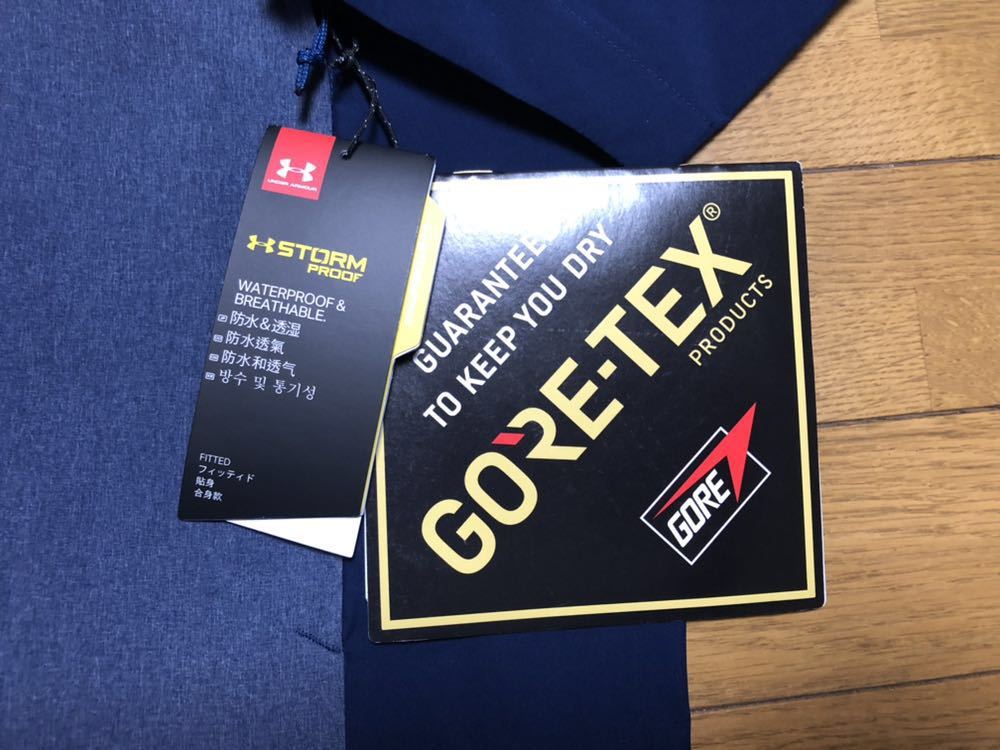 UNDER ARMOUR
STORM
PROOF
WATERPROOF &
BREATHABLE.
防水&透湿
防水透氣
防水和透气
방수 및 통기성
FITTED
フィッティド
貼身
合身款
GUARANTEED
TO KEEP YOU DRY
GORE-TEX®
PRODUCTS
GORE